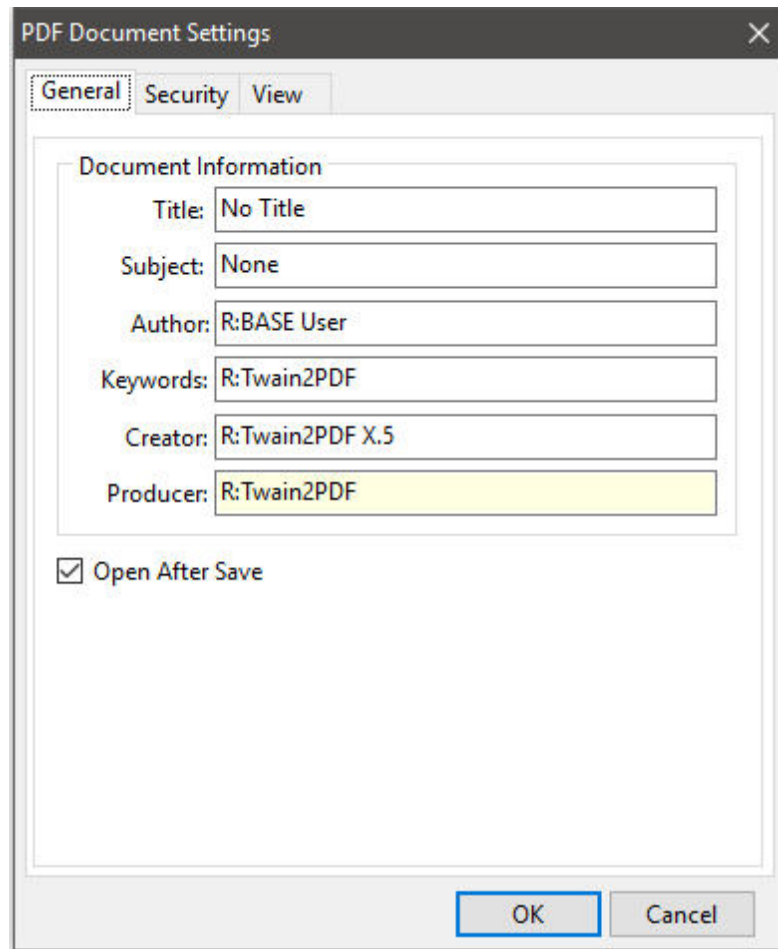 PDF Document Settings
General Security View
Document Information
Title: No Title
Subject: None
Author: R:BASE User
Keywords: R:Twain2PDF
Creator: R:Twain2PDF X.5
Producer: R:Twain2PDF
Open After Save
OK Cancel